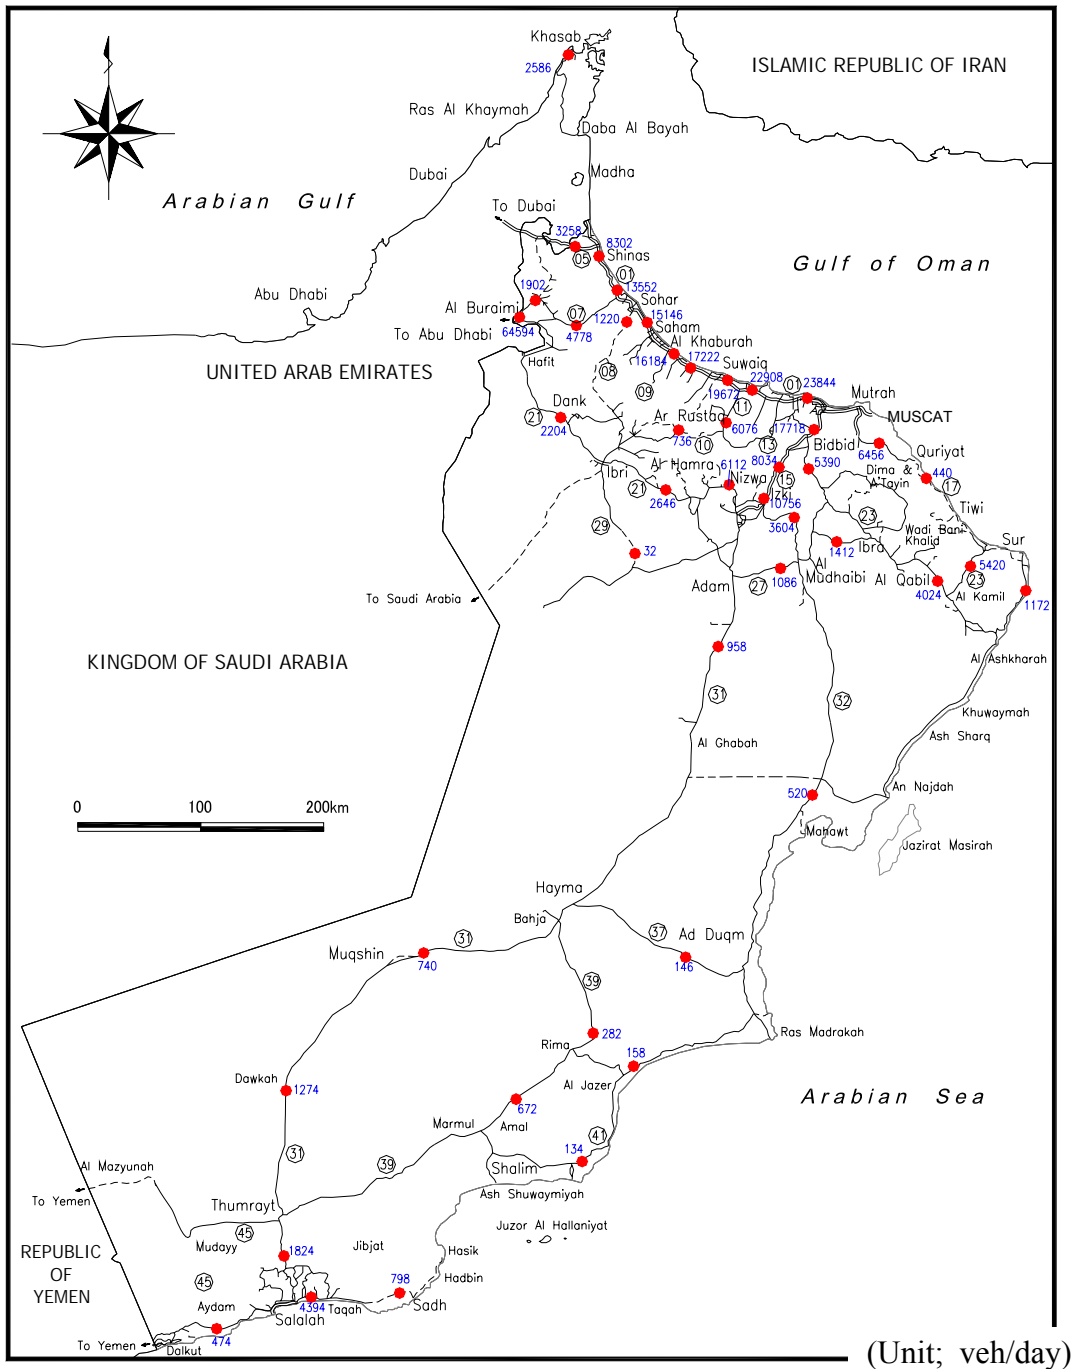 Khasab
2586
ISLAMIC REPUBLIC OF IRAN
Ras Al Khaymah
Daba Al Bayah
Dubai
Madha
Arabian Gulf
To Dubai
3258
8302
05
Shinas
Gulf of Oman
01
Abu Dhabi
1902
13552
Al Buraimi
Sohar
07
1220
15146
To Abu Dhabi
64594
4778
Saham
Al Khaburah
Hafit
16184
17222
UNITED ARAB EMIRATES
08
Suwaiq
09
19672
22908
01
23844
Mutrah
Dank
11
MUSCAT
21
2204
Ar Rustaq
6076
17718
736
10
13
Bidbid
6456
Quriyat
Ibri
Al Hamra
6112
8034
5390
Dima &
A'Tayin
440
Nizwa
15
17
21
2646
Izki
10756
Tiwi
29
3604
23
Wadi Bani
Khalid
Sur
32
1412
Ibra
5420
Al
Mudhaibi
1086
27
Adam
Al Qabil
4024
23
Al Kamil
1172
To Saudi Arabia
958
KINGDOM OF SAUDI ARABIA
Al Ashkharah
31
32
Khuwaymah
Al Ghabah
Ash Sharq
0 100 200km
520
An Najdah
Mahawt
Jazirat Masirah
Hayma
Bahja
37
Ad Duqm
31
Muqshin
740
146
39
282
Ras Madrakah
Rima
158
Dawkah
1274
Al Jazer
Arabian Sea
672
Marmul
Amal
41
31
134
39
Shalim
Al Mazyunah
To Yemen
Ash Shuwaymiyah
Thumrayt
Juzor Al Hallaniyat
45
Mudayy
Jibjat
Hasik
REPUBLIC
OF
YEMEN
1824
45
798
Hadbin
Aydam
4394
Taqah
Sadh
Salalah
474
To Yemen
Dalkut
(Unit; veh/day)